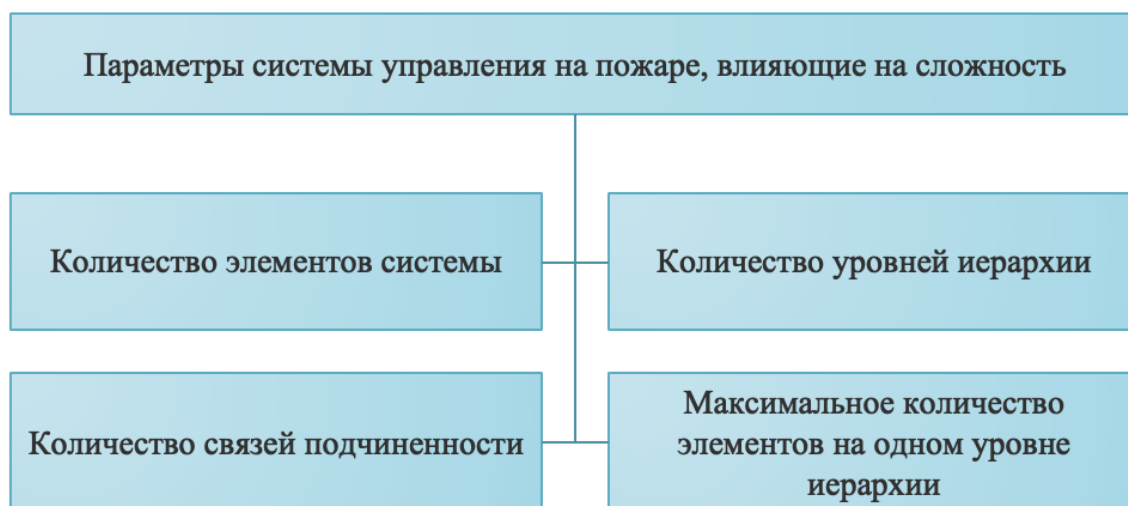 Параметры системы управления на пожаре, влияющие на сложность
Количество элементов системы
Количество уровней иерархии
Количество связей подчиненности
Максимальное количество
элементов на одном уровне
иерархии